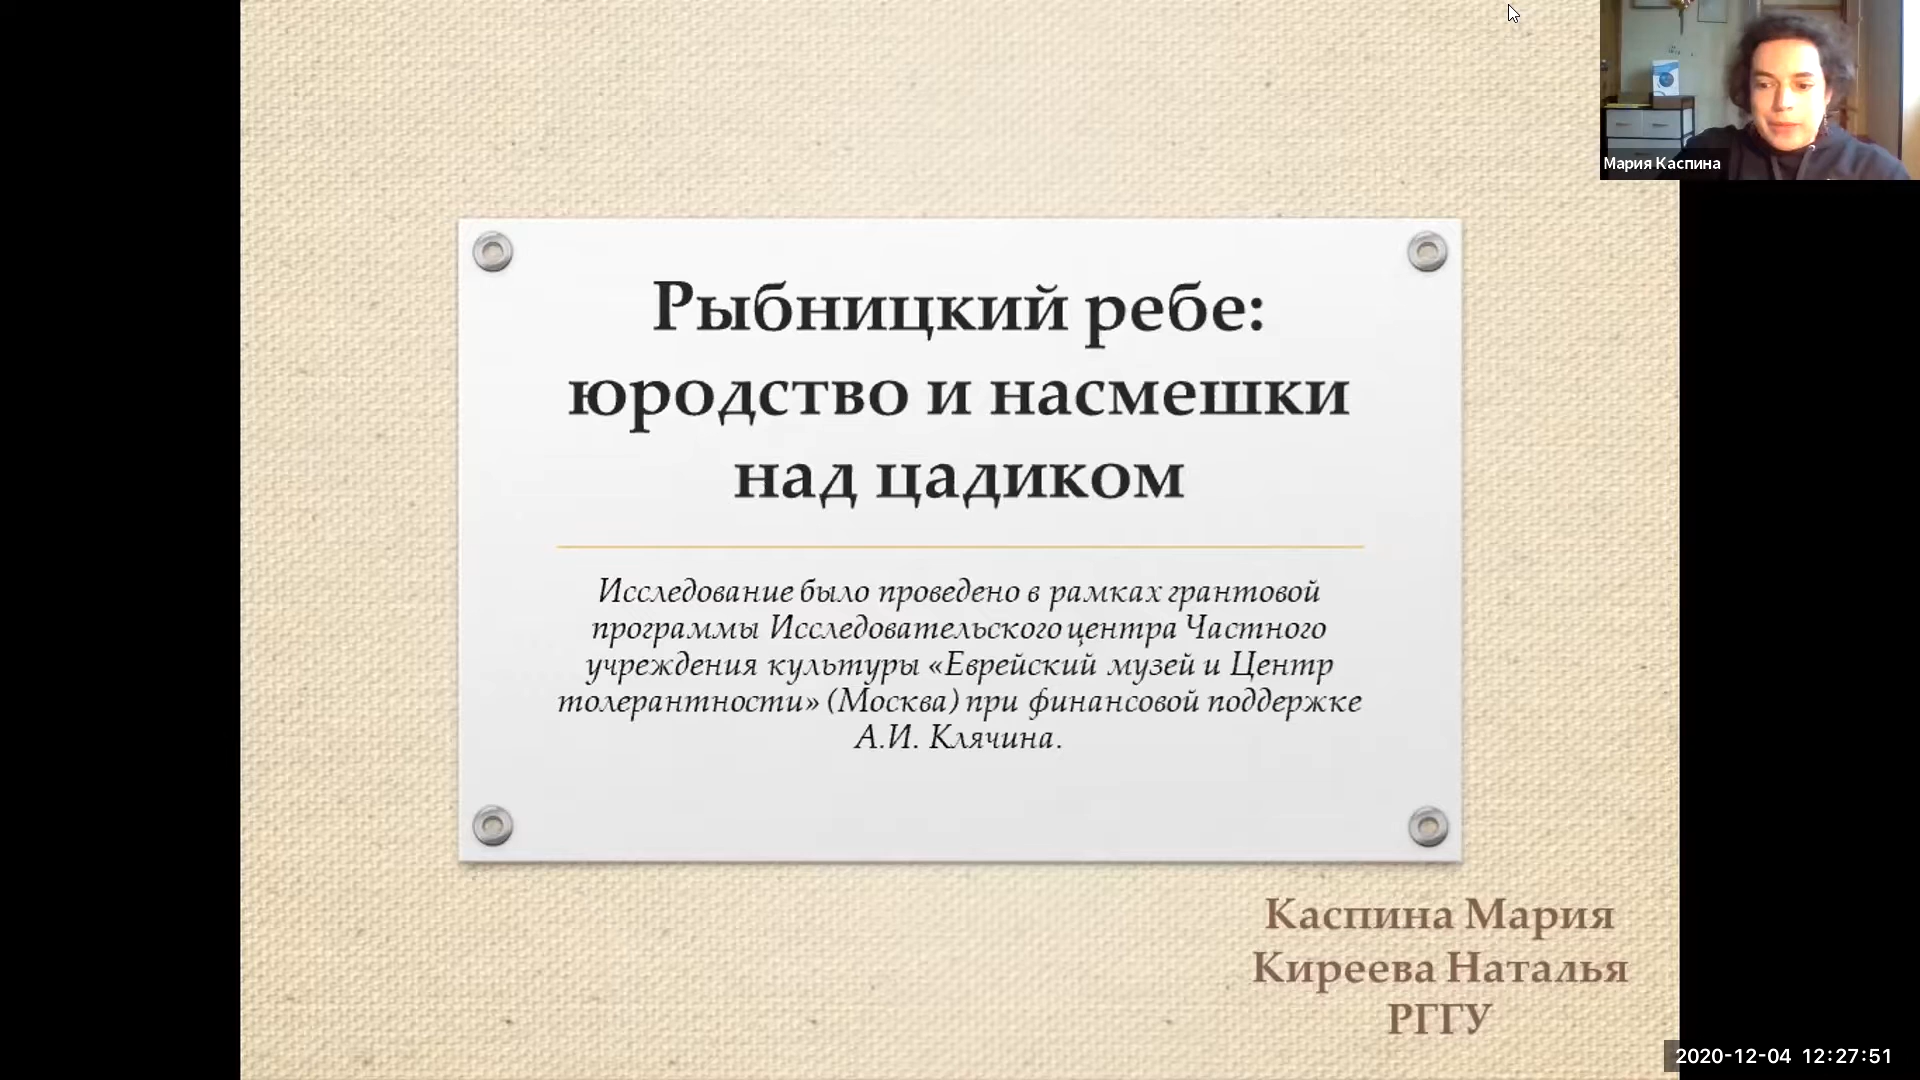 Мария Каспина
Рыбницкий ребе:
юродство и насмешки
над цадиком
Исследование было проведено в рамках грантовой
программы Исследовательского центра Частного
учреждения культуры «Еврейский музей и Центр
толерантности» (Москва) при финансовой поддержке
А.И. Клячина.
Каспина Мария
Киреева Наталья
РГГУ
2020-12-04 12:27:51